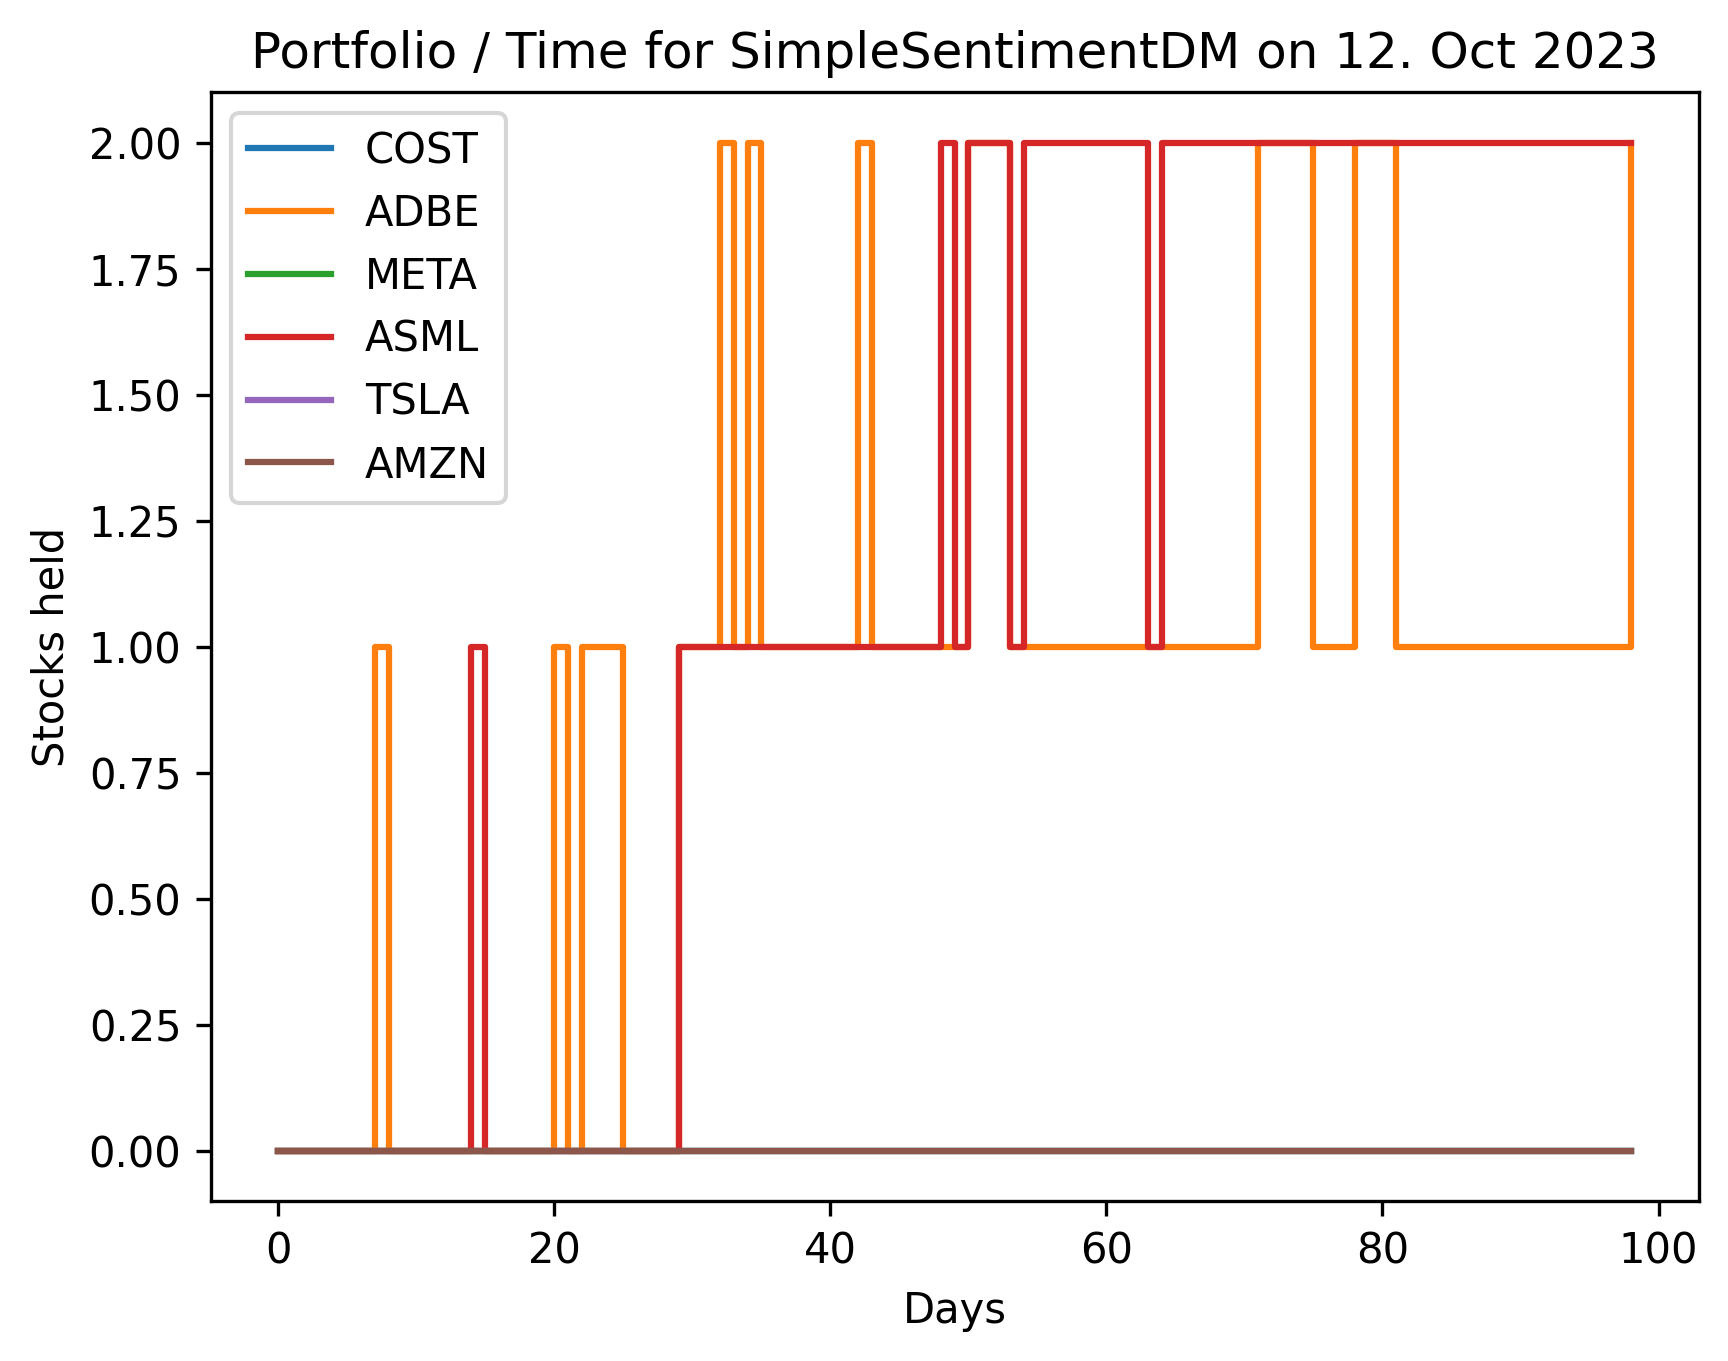 Portfolio / Time for SimpleSentimentDM on 12. Oct 2023
COST
ADBE
META
ASML
TSLA
AMZN
Stocks held
2.00
1.75
1.50
1.25
1.00
0.75
0.50
0.25
0.00
0 20 40 60 80 100
Days